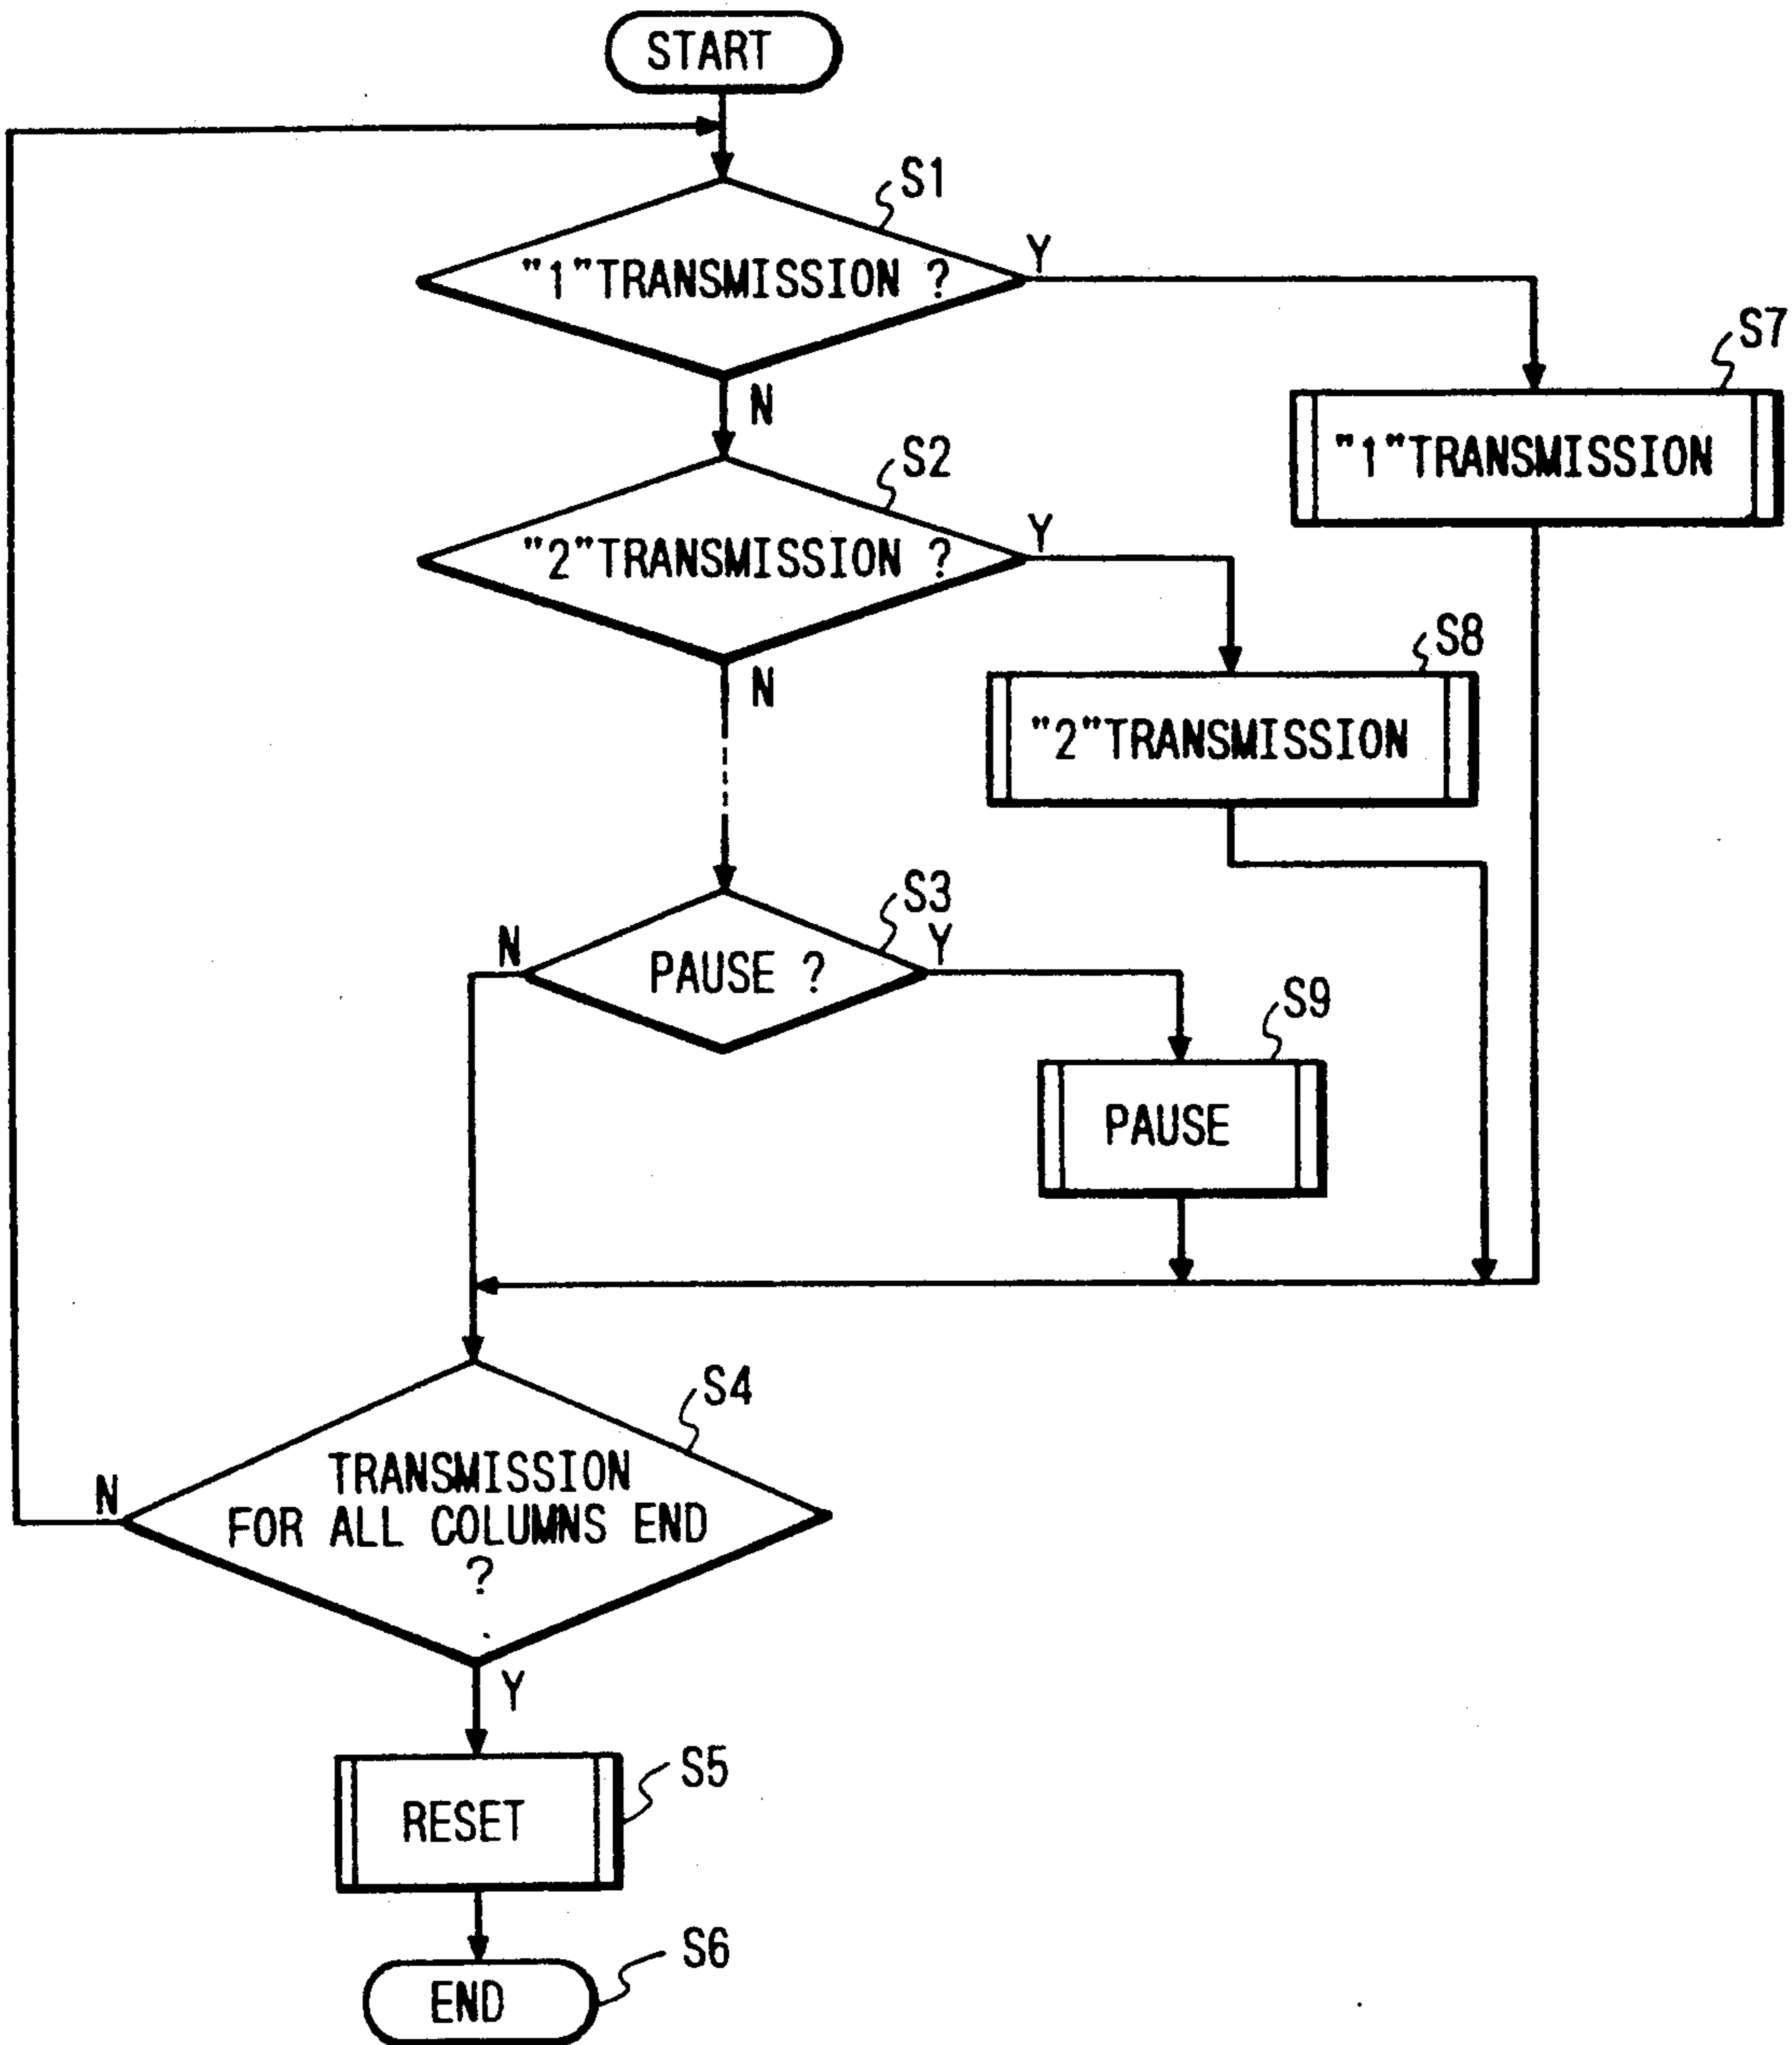 START
S1
"1"TRANSMISSION ?
Y
N
S7
"1"TRANSMISSION
S2
"2"TRANSMISSION ?
Y
N
S8
"2"TRANSMISSION
S3
N
PAUSE ?
Y
S9
PAUSE
S4
N
TRANSMISSION
FOR ALL COLUMNS END
?
Y
S5
RESET
S6
END